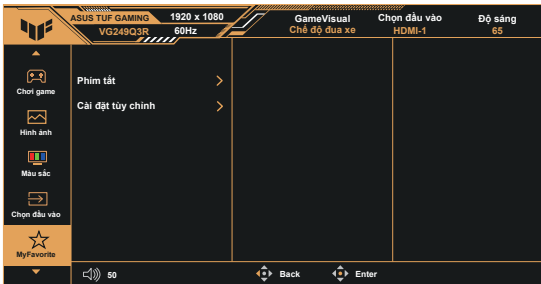 ASUS TUF GAMING 1920 x 1080 GameVisual Chọn đầu vào Độ sáng
VG249Q3R 60Hz Chế độ đua xe HDMI-1 65
Chơi game
Phím tắt
Cài đặt tùy chỉnh
Hình ảnh
Màu sắc
Chọn đầu vào
MyFavorite
50 Back Enter